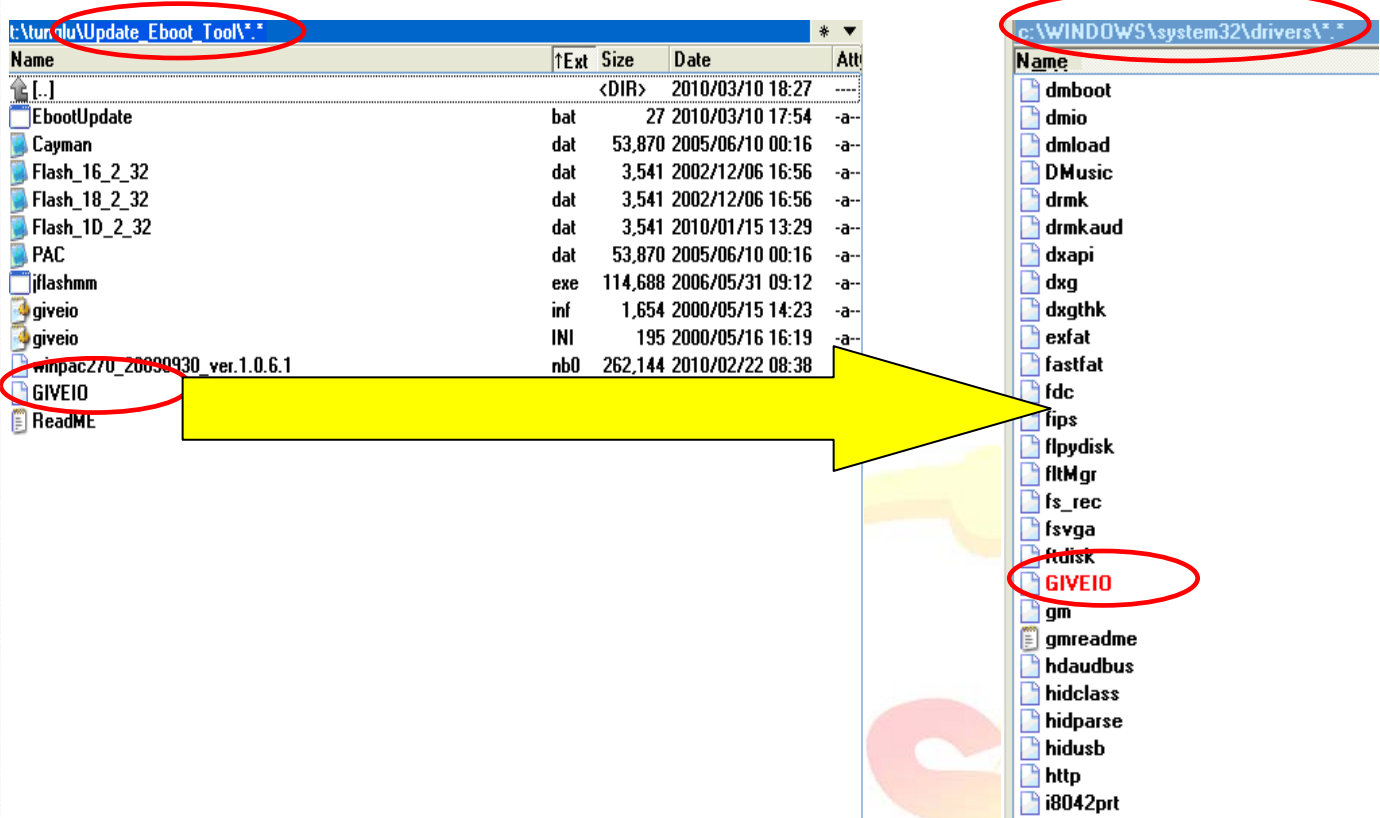 t:\tunglu\Update_Eboot_Tool\*.* * ▼
Name ↑Ext Size Date Att
[..] <DIR> 2010/03/10 18:27 ----
EbootUpdate bat 27 2010/03/10 17:54 -a--
Cayman dat 53,870 2005/06/10 00:16 -a--
Flash_16_2_32 dat 3,541 2002/12/06 16:56 -a--
Flash_18_2_32 dat 3,541 2002/12/06 16:56 -a--
Flash_1D_2_32 dat 3,541 2010/01/15 13:29 -a--
PAC dat 53,870 2005/06/10 00:16 -a--
jflashmm exe 114,688 2006/05/31 09:12 -a--
giveio inf 1,654 2000/05/15 14:23 -a--
giveio INI 195 2000/05/16 16:19 -a--
winpac270_20090930_ver.1.0.6.1 nb0 262,144 2010/02/22 08:38
GIVEIO
ReadME
c:\WINDOWS\system32\drivers\*.*
Name
dmboot
dmio
dmload
DMusic
drmk
drmkaud
dxapi
dxg
dxgthk
exfat
fastfat
fdc
fips
flpydisk
fltMgr
fs_rec
fsvga
ftdisk
GIVEIO
gm
gmreadme
hdaudbus
hidclass
hidparse
hidusb
http
i8042prt